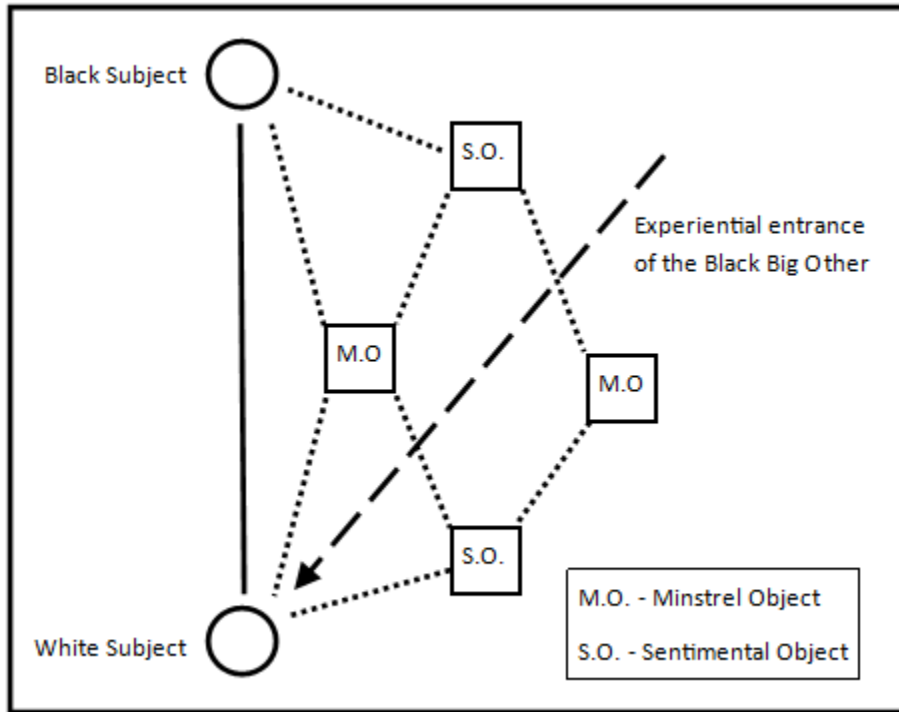 Black Subject
S.O.
Experiential entrance
of the Black Big Other
M.O
M.O
S.O.
M.O. - Minstrel Object
White Subject
S.O. - Sentimental Object